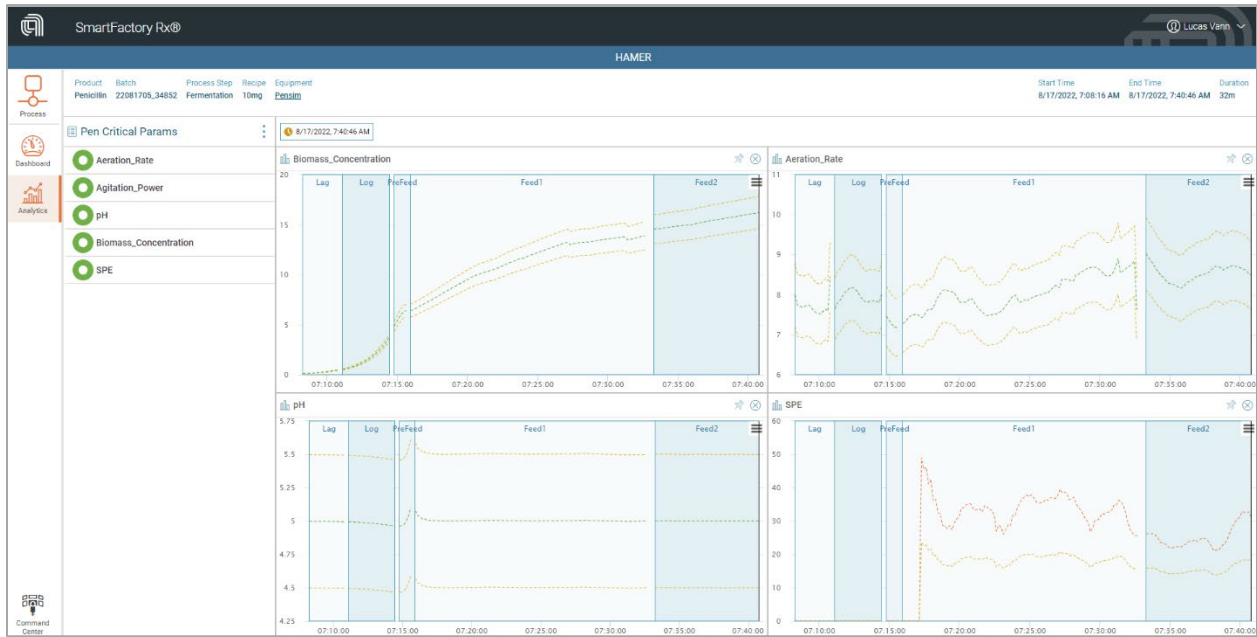 SmartFactory Rx®
Lucas Vann
HAMER
Product Batch Process Step Recipe Equipment Start Time End Time Duration
Penicillin 22081705_34852 Fermentation 10mg Pensim 8/17/2022, 7:08:16 AM 8/17/2022, 7:40:46 AM 32m
Process
Dashboard
Analytics
Command
Center
Pen Critical Params
Aeration_Rate
Agitation_Power
pH
Biomass_Concentration
SPE
8/17/2022, 7:40:46 AM
Biomass_Concentration
20
Lag Log PreFeed Feed1 Feed2
15
10
5
0
07:10:00 07:15:00 07:20:00 07:25:00 07:30:00 07:35:00 07:40:00
Aeration_Rate
11
Lag Log PreFeed Feed1 Feed2
10
9
8
7
6
07:10:00 07:15:00 07:20:00 07:25:00 07:30:00 07:35:00 07:40:00
pH
5.75
Lag Log PreFeed Feed1 Feed2
5.5
5.25
5
4.75
4.5
4.25
07:10:00 07:15:00 07:20:00 07:25:00 07:30:00 07:35:00 07:40:00
SPE
60
Lag Log PreFeed Feed1 Feed2
50
40
30
20
10
0
07:10:00 07:15:00 07:20:00 07:25:00 07:30:00 07:35:00 07:40:00